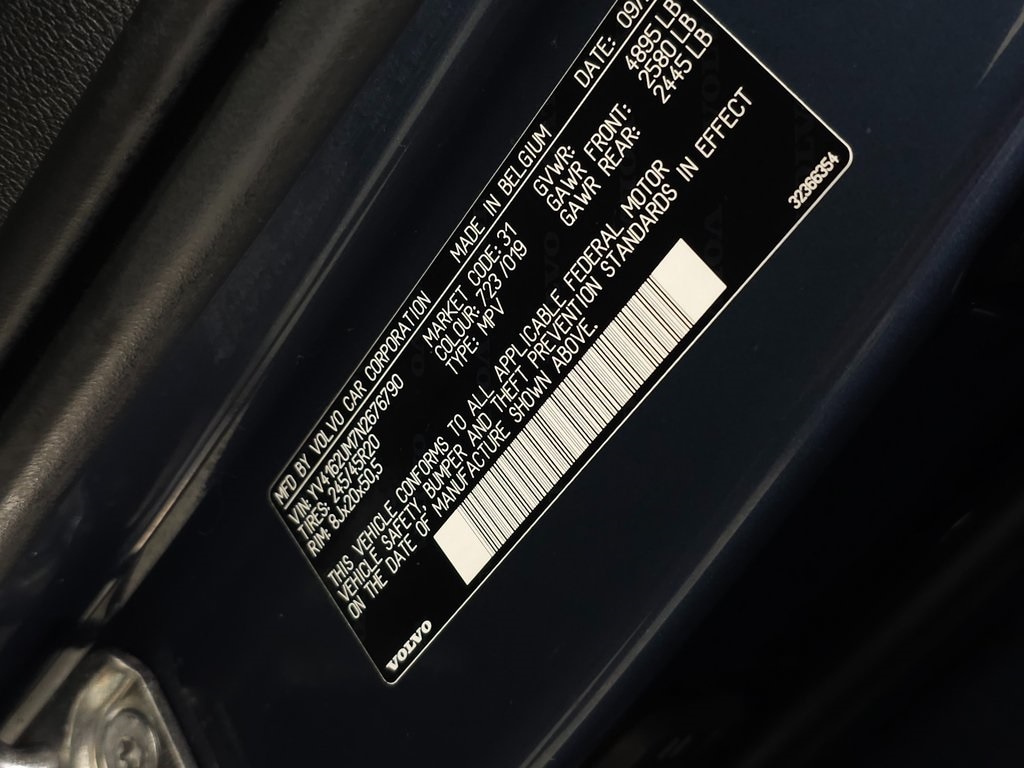 MFD BY VOLVO CAR CORPORATION MADE IN BELGIUM DATE: 09/
VIN: YV4162UM7N2676790 MARKET CODE: 31 GVWR: 4895 LB
TIRES: 245/45R20 COLOUR: 723 7019 GAWR FRONT: 2580 LB
RIM: 8Jx20x50,5 TYPE: MPV GAWR REAR: 2445 LB
THIS VEHICLE CONFORMS TO ALL APPLICABLE FEDERAL MOTOR
VEHICLE SAFETY, BUMPER AND THEFT PREVENTION STANDARDS IN EFFECT
ON THE DATE OF MANUFACTURE SHOWN ABOVE.
VOLVO 32366354